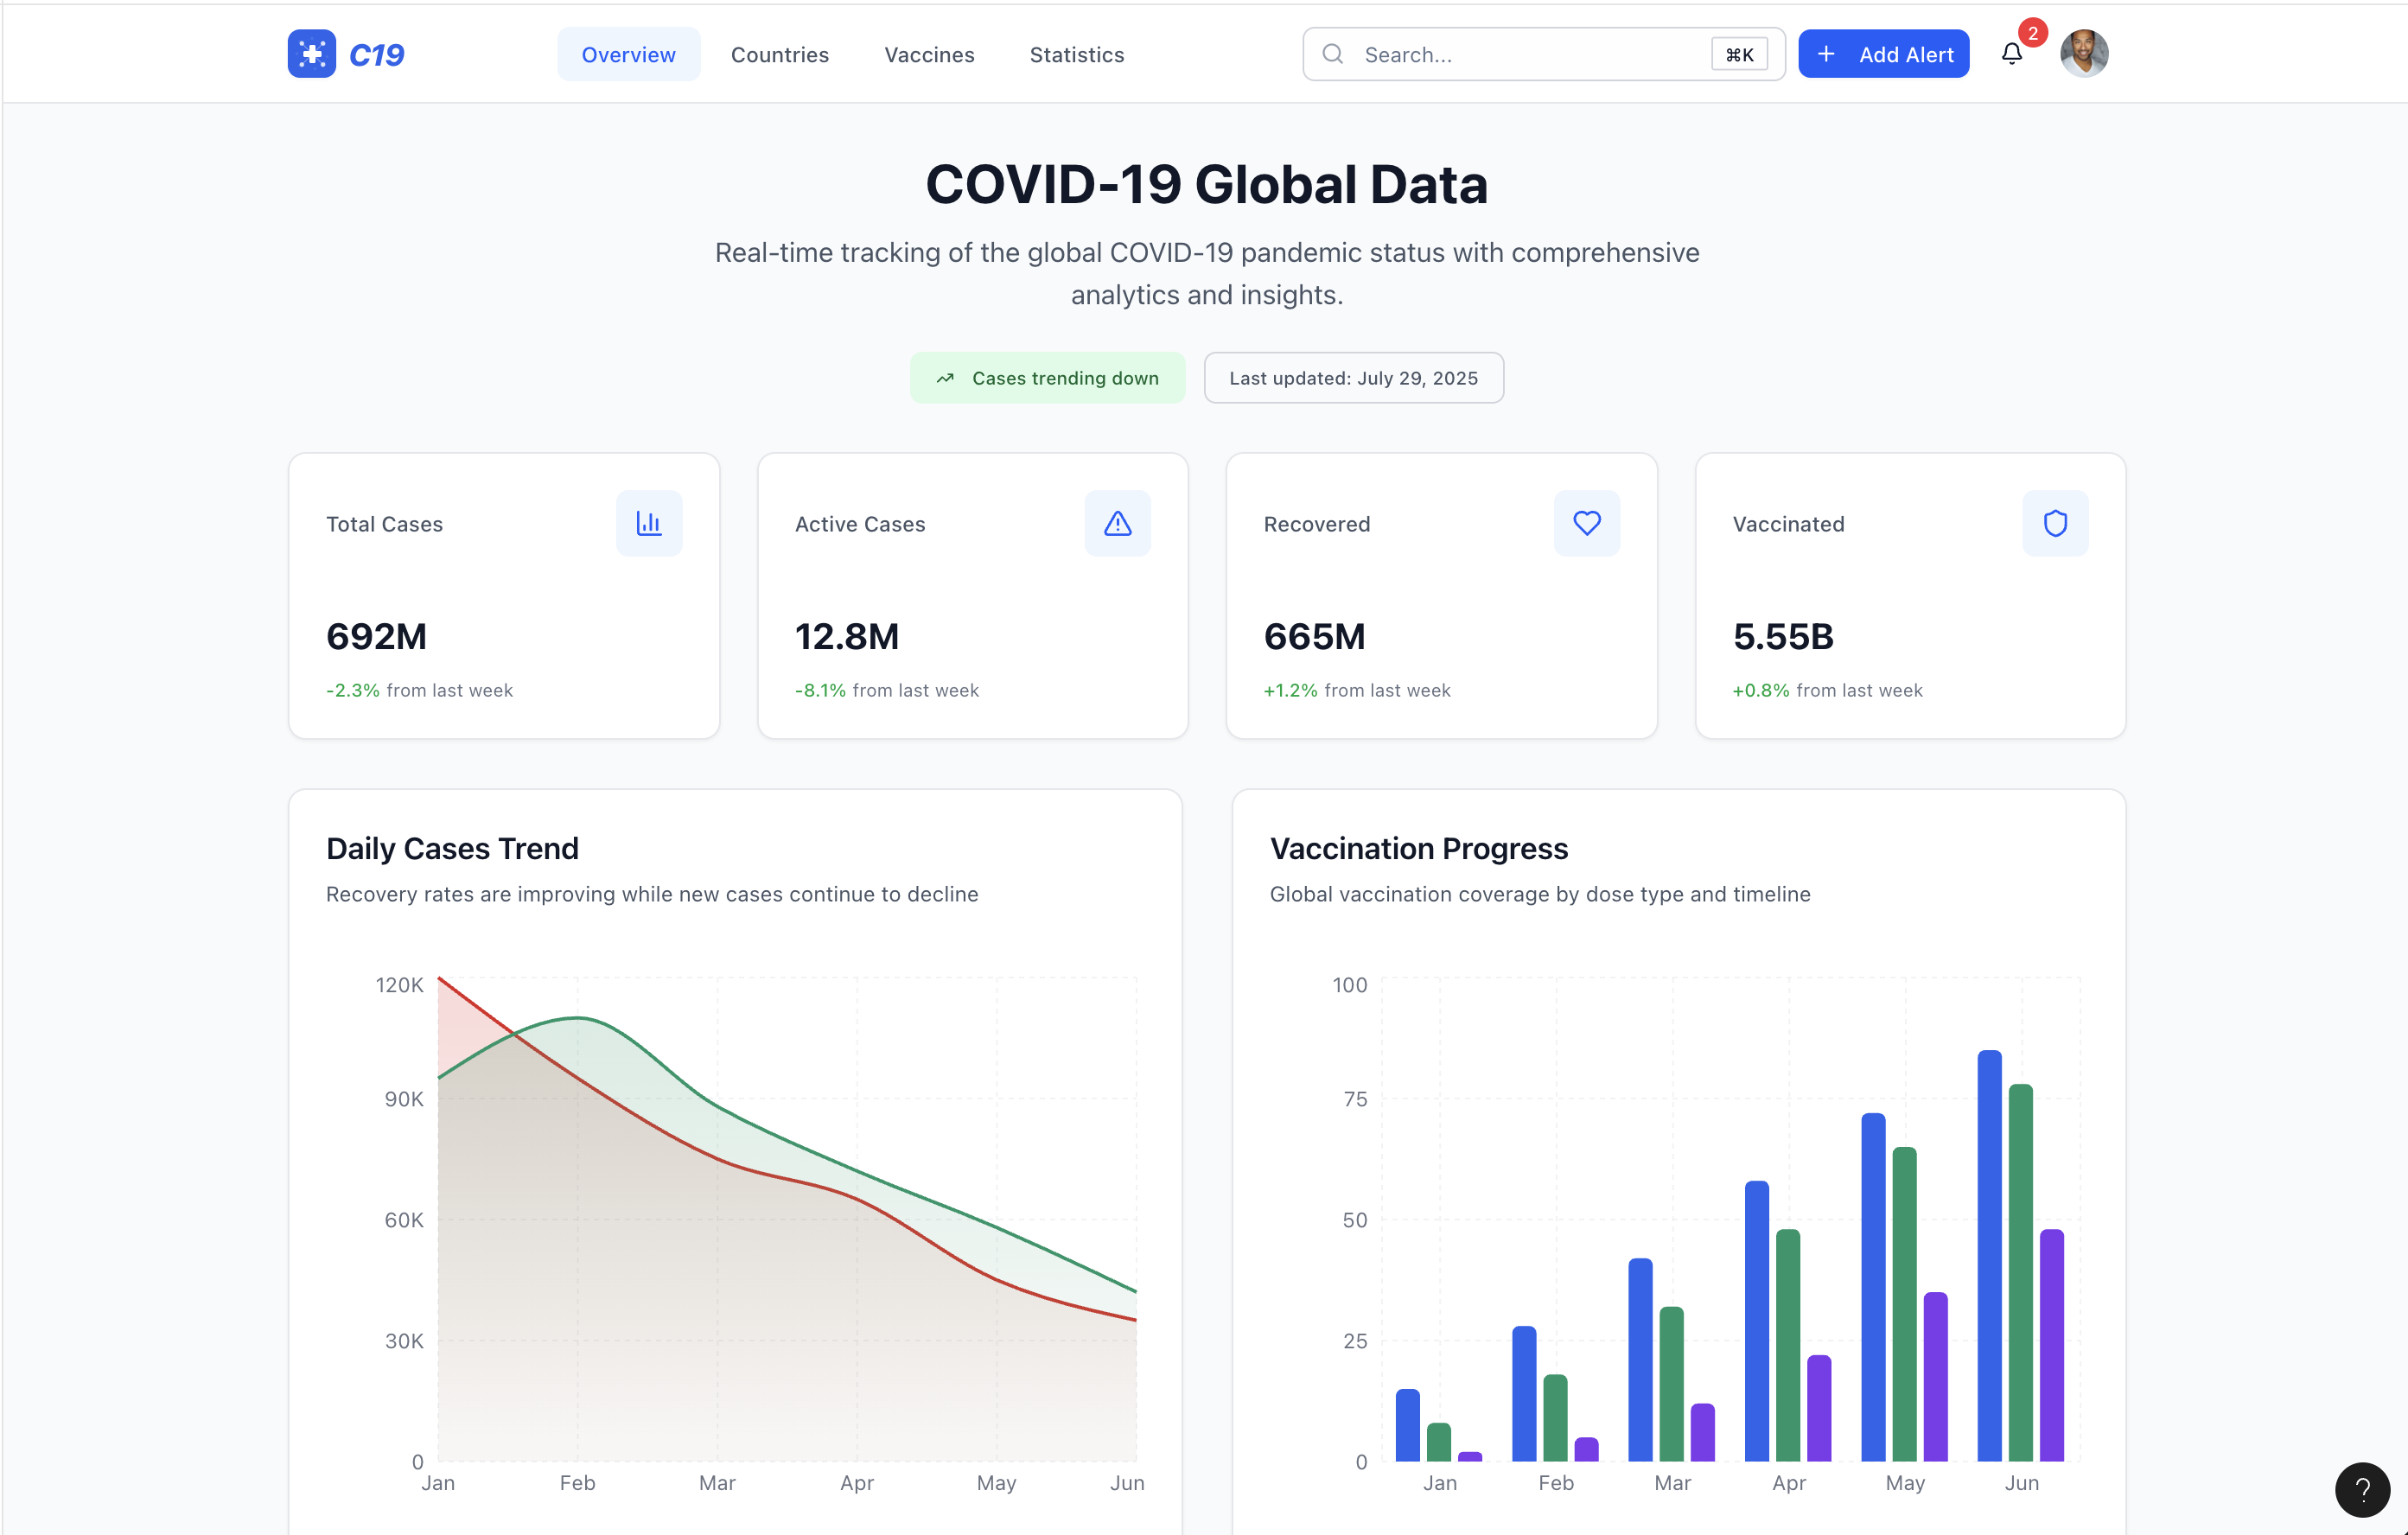 C19
Overview
Countries
Vaccines
Statistics
Search...
⌘K
Add Alert
2
COVID-19 Global Data
Real-time tracking of the global COVID-19 pandemic status with comprehensive
analytics and insights.
Cases trending down
Last updated: July 29, 2025
Total Cases
692M
-2.3% from last week
Active Cases
12.8M
-8.1% from last week
Recovered
665M
+1.2% from last week
Vaccinated
5.55B
+0.8% from last week
Daily Cases Trend
Recovery rates are improving while new cases continue to decline
120K
90K
60K
30K
0
Jan
Feb
Mar
Apr
May
Jun
Vaccination Progress
Global vaccination coverage by dose type and timeline
100
75
50
25
0
Jan
Feb
Mar
Apr
May
Jun
?